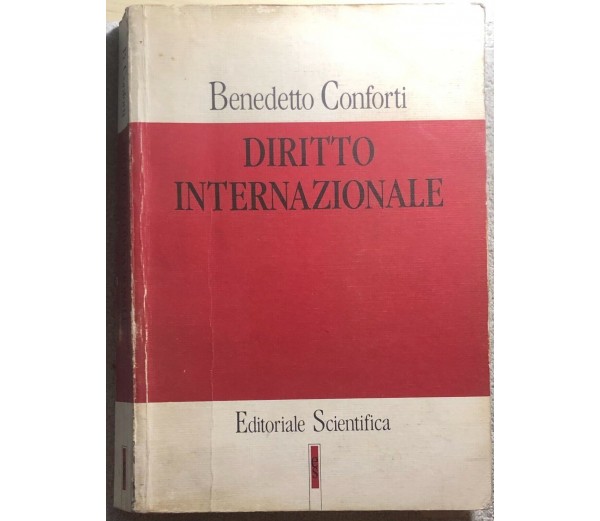 Benedetto Conforti
DIRITTO
INTERNAZIONALE
Editoriale Scientifica